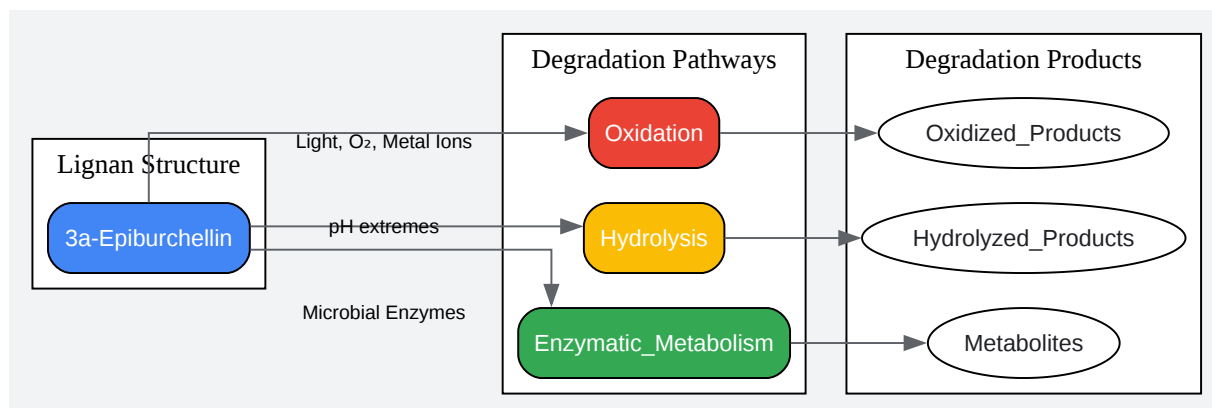 Degradation Pathways
Degradation Products
Light, O₂, Metal Ions
Oxidation
Oxidized_Products
Lignan Structure
3a-Epiburchellin
pH extremes
Hydrolysis
Hydrolyzed_Products
Microbial Enzymes
Enzymatic_Metabolism
Metabolites